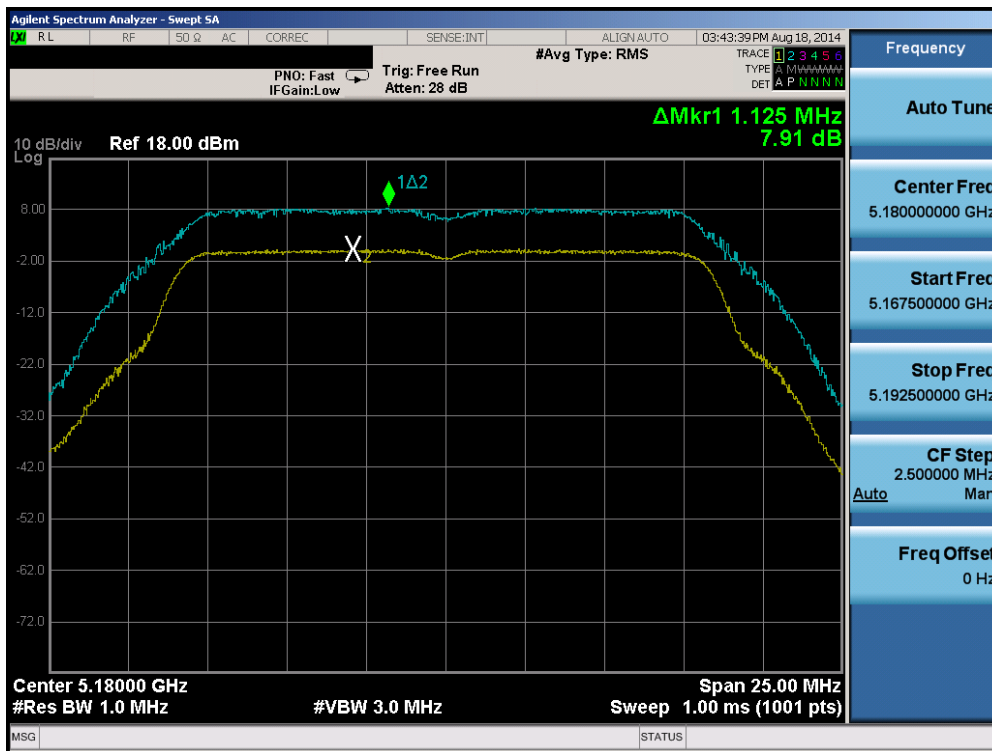 Agilent Spectrum Analyzer - Swept SA
LXI RL RF 50 Ω AC CORREC SENSE:INT ALIGN AUTO 03:43:39 PM Aug 18, 2014
#Avg Type: RMS TRACE 1 2 3 4 5 6
PNO: Fast Trig: Free Run TYPE A M W W W W W
IFGain:Low Atten: 28 dB DET A P N N N N
ΔMkr1 1.125 MHz
7.91 dB
10 dB/div Ref 18.00 dBm
Log
1Δ2
8.00
X2
-2.00
-12.0
-22.0
-32.0
-42.0
-52.0
-62.0
-72.0
Center 5.18000 GHz Span 25.00 MHz
#Res BW 1.0 MHz #VBW 3.0 MHz Sweep 1.00 ms (1001 pts)
MSG STATUS
Frequency
Auto Tune
Center Freq
5.180000000 GHz
Start Freq
5.167500000 GHz
Stop Freq
5.192500000 GHz
CF Step
2.500000 MHz
Auto Man
Freq Offset
0 Hz